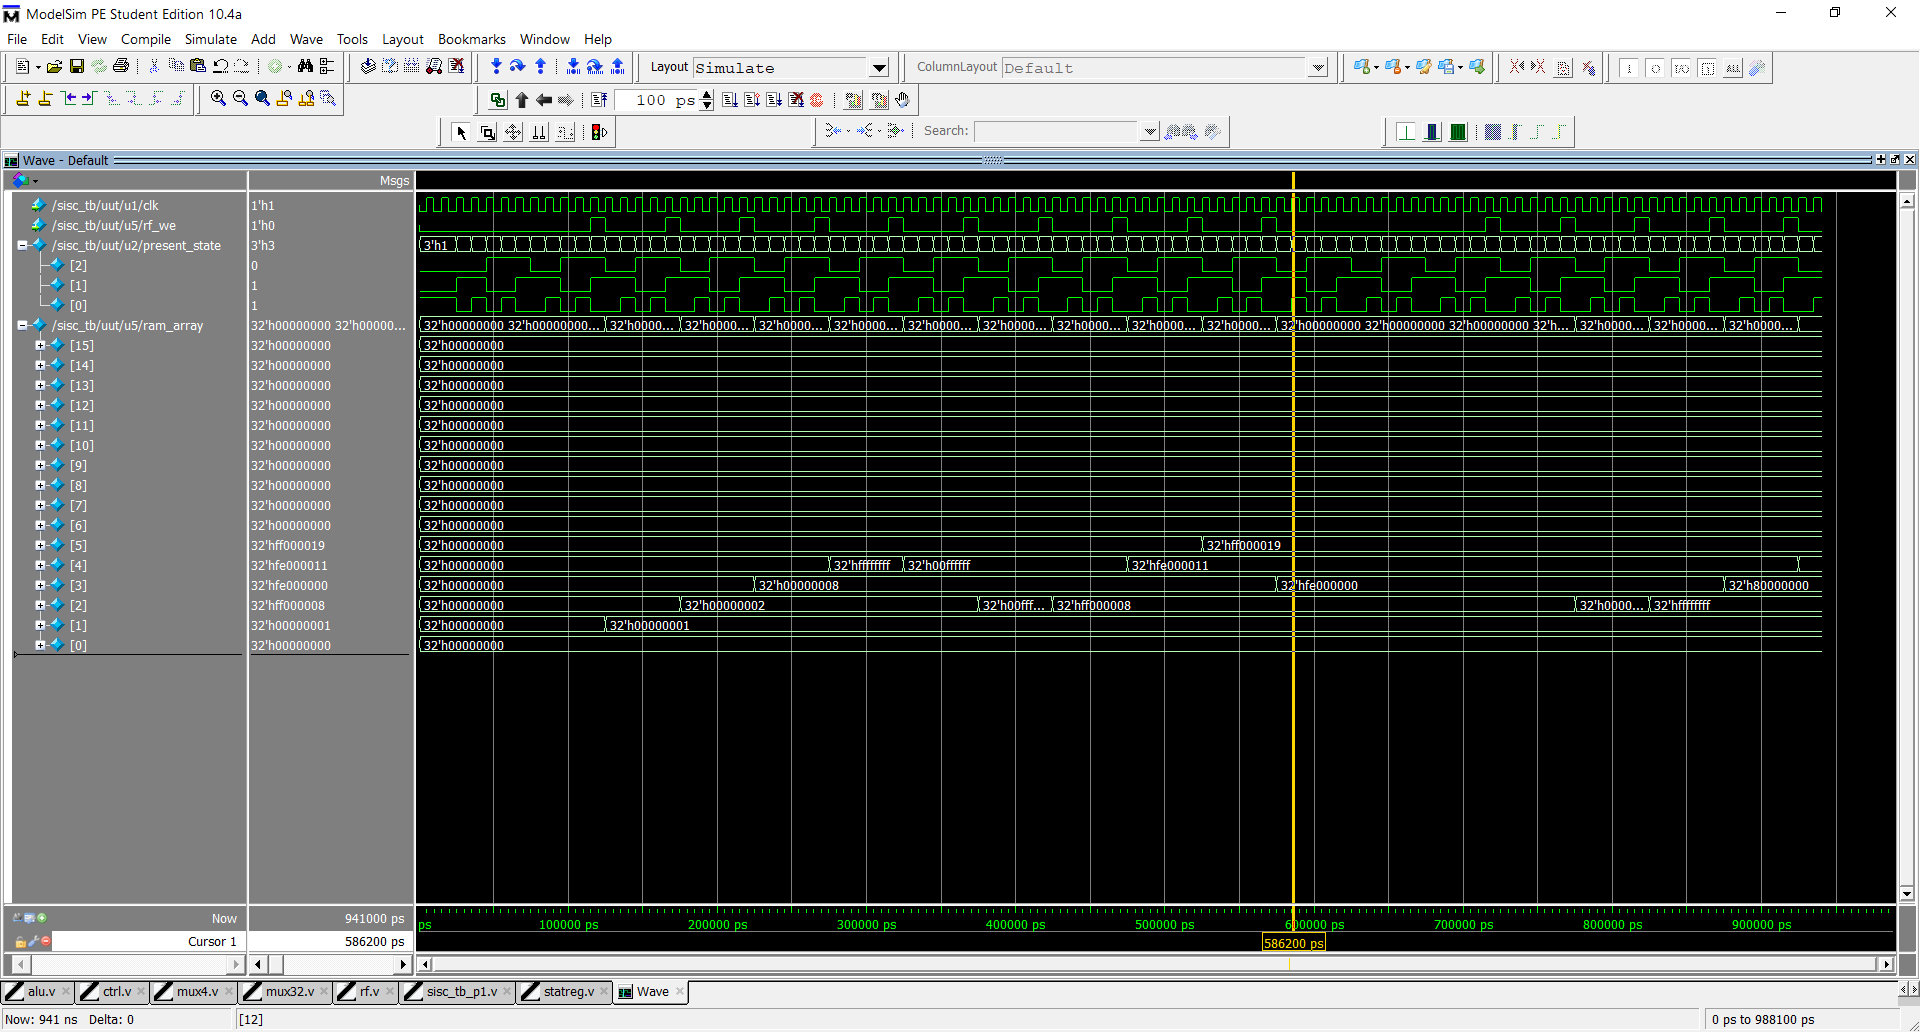 ModelSim PE Student Edition 10.4a
File Edit View Compile Simulate Add Wave Tools Layout Bookmarks Window Help
Layout Simulate ColumnLayout Default
100 ps
Search:
Wave - Default
Msgs
/sisc_tb/uut/u1/clk 1'h1
/sisc_tb/uut/u5/rf_we 1'h0
/sisc_tb/uut/u2/present_state 3'h3 3'h1
[2] 0
[1] 1
[0] 1
/sisc_tb/uut/u5/ram_array 32'h00000000 32'h00000... 32'h00000000 32'h00000000... 32'h0000... 32'h0000... 32'h0000... 32'h0000... 32'h0000... 32'h0000... 32'h0000... 32'h0000... 32'h0000... 32'h00000000 32'h00000000 32'h00000000 32'h... 32'h0000... 32'h0000... 32'h0000...
[15] 32'h00000000 32'h00000000
[14] 32'h00000000 32'h00000000
[13] 32'h00000000 32'h00000000
[12] 32'h00000000 32'h00000000
[11] 32'h00000000 32'h00000000
[10] 32'h00000000 32'h00000000
[9] 32'h00000000 32'h00000000
[8] 32'h00000000 32'h00000000
[7] 32'h00000000 32'h00000000
[6] 32'h00000000 32'h00000000
[5] 32'hff000019 32'h00000000 32'hff000019
[4] 32'hfe000011 32'h00000000 32'hffffffff 32'h00ffffff 32'hfe000011
[3] 32'hfe000000 32'h00000000 32'h00000008 32'hfe000000 32'h80000000
[2] 32'hff000008 32'h00000000 32'h00000002 32'h00fff... 32'hff000008 32'h0000... 32'hffffffff
[1] 32'h00000001 32'h00000000 32'h00000001
[0] 32'h00000000 32'h00000000
Now 941000 ps ps 100000 ps 200000 ps 300000 ps 400000 ps 500000 ps 600000 ps 700000 ps 800000 ps 900000 ps
Cursor 1 586200 ps 586200 ps
alu.v ctrl.v mux4.v mux32.v rf.v sisc_tb_p1.v statreg.v Wave
Now: 941 ns Delta: 0 [12] 0 ps to 988100 ps